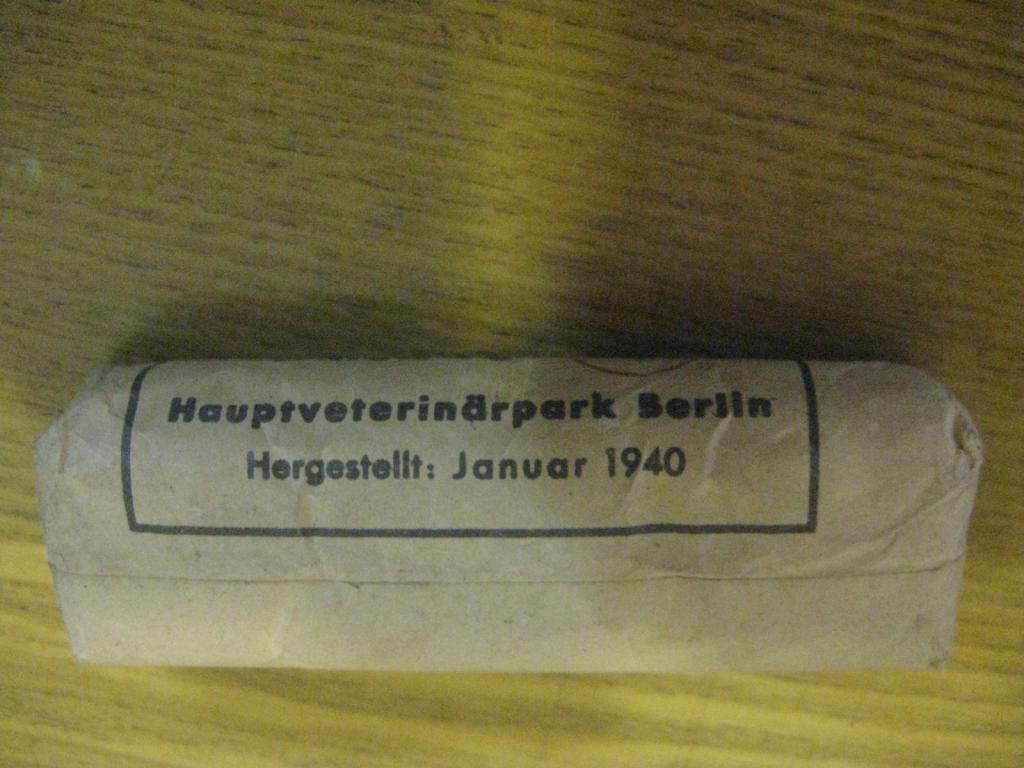 Hauptveterinärpark Berlin
Hergestellt: Januar 1940